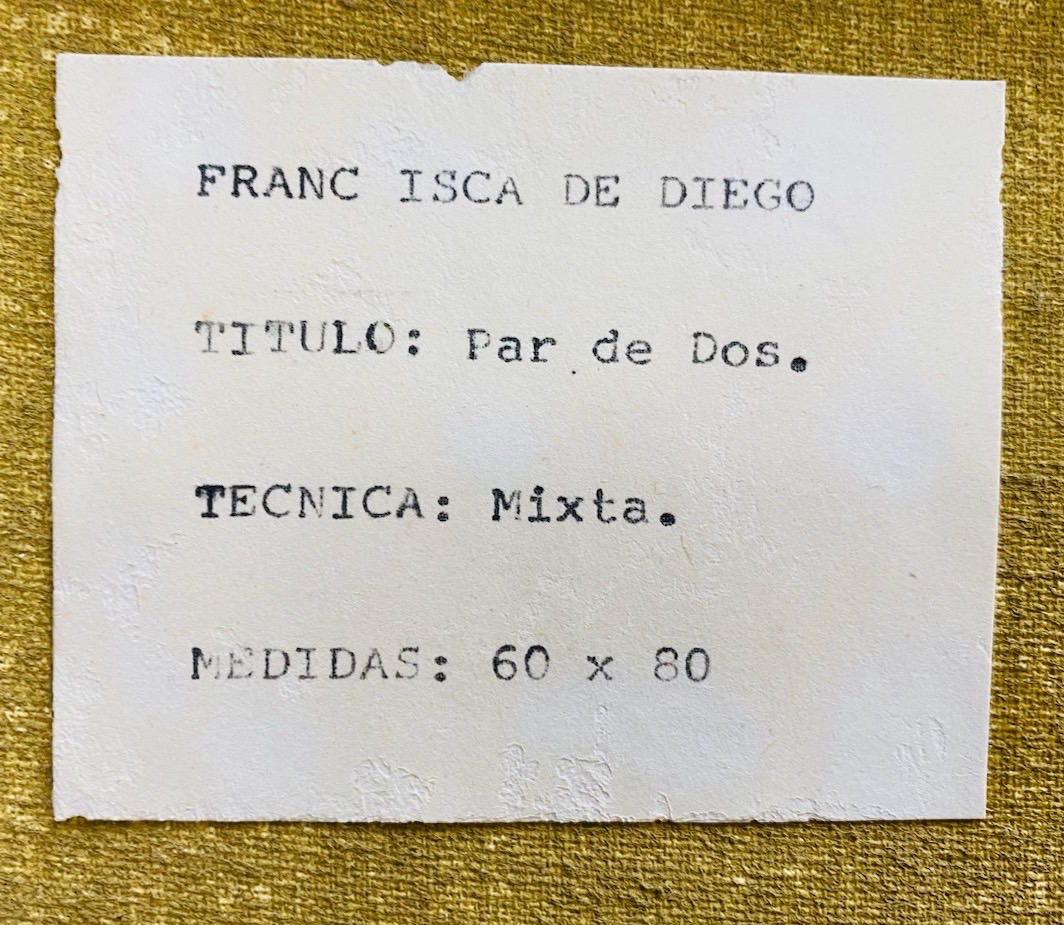 FRANC ISCA DE DIEGO
TITULO: Par de Dos.
TECNICA: Mixta.
MEDIDAS: 60 x 80